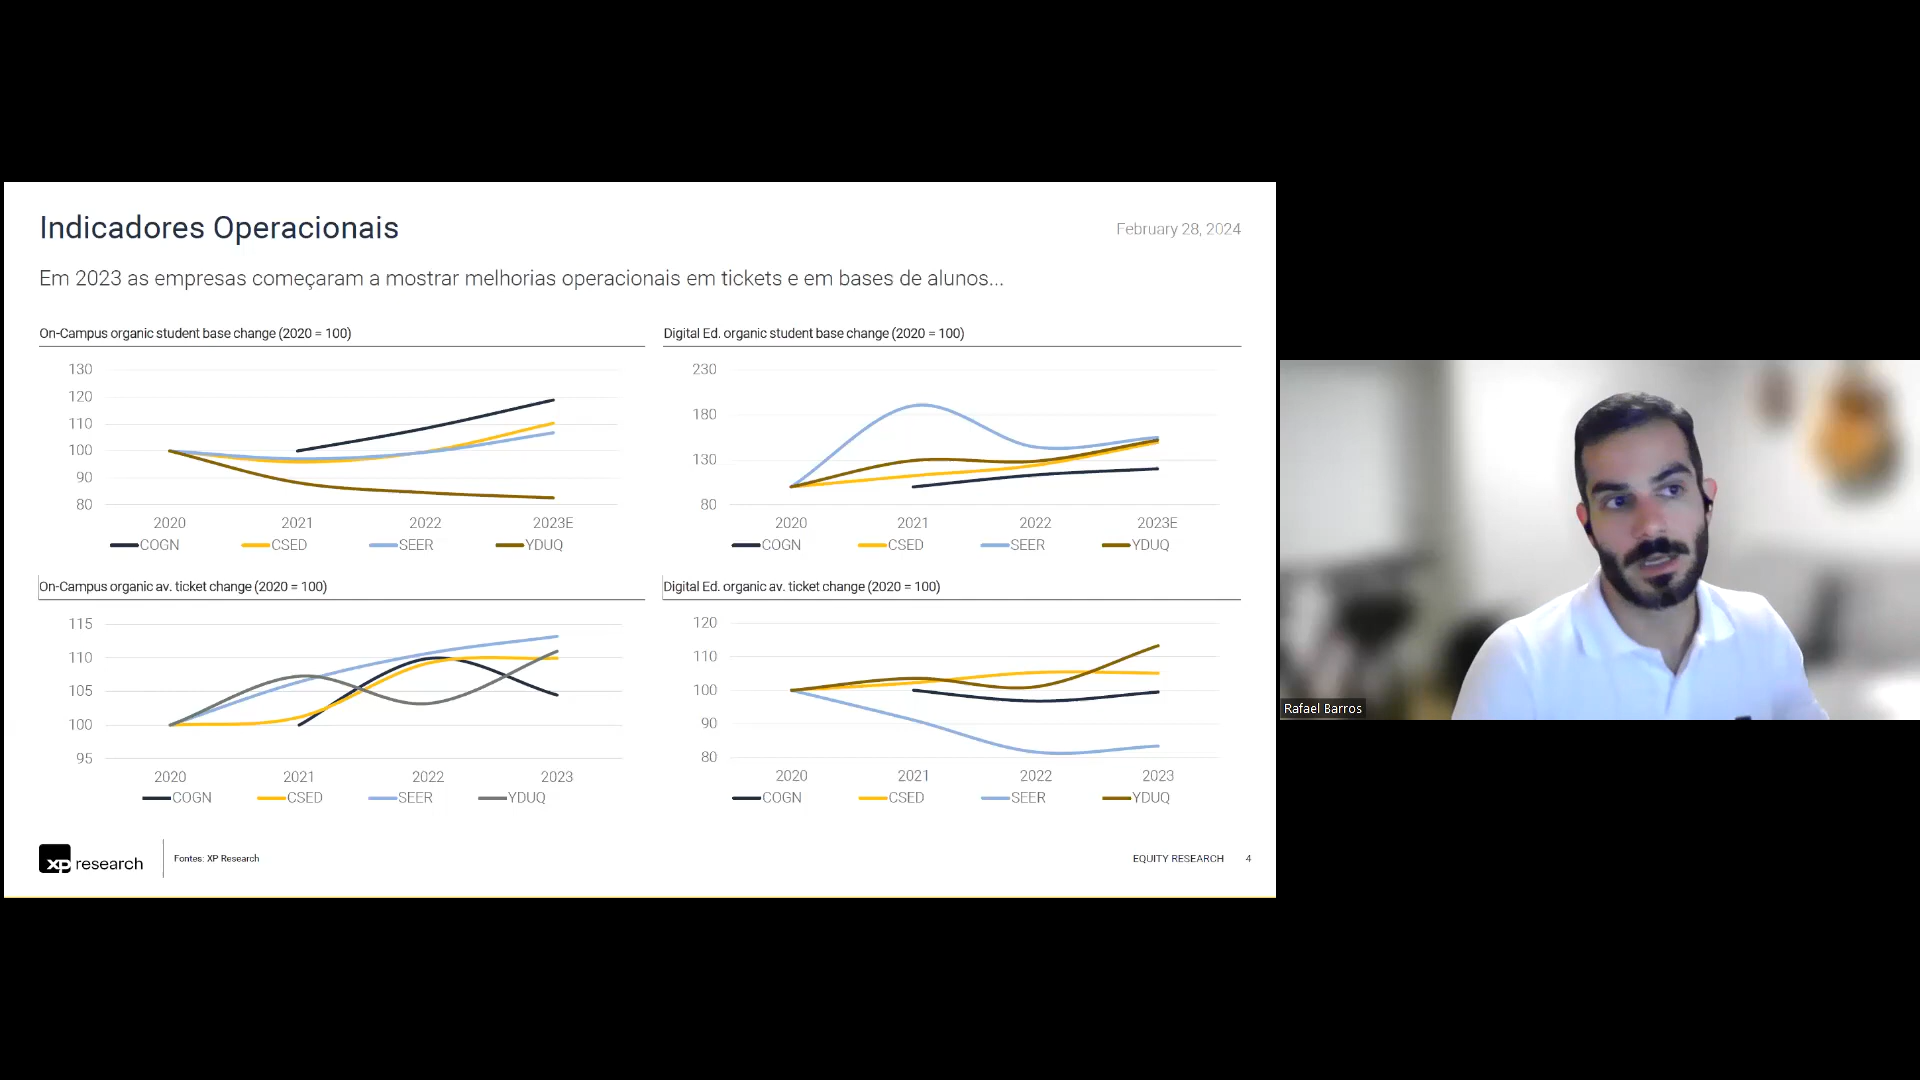 Indicadores Operacionais
February 28, 2024
Em 2023 as empresas começaram a mostrar melhorias operacionais em tickets e em bases de alunos...
On-Campus organic student base change (2020 = 100)
130
120
110
100
90
80
2020 2021 2022 2023E
COGN CSED SEER YDUQ
Digital Ed. organic student base change (2020 = 100)
230
180
130
80
2020 2021 2022 2023E
COGN CSED SEER YDUQ
On-Campus organic av. ticket change (2020 = 100)
115
110
105
100
95
2020 2021 2022 2023
COGN CSED SEER YDUQ
Digital Ed. organic av. ticket change (2020 = 100)
120
110
100
90
80
2020 2021 2022 2023
COGN CSED SEER YDUQ
xp research
Fontes: XP Research
EQUITY RESEARCH 4
Rafael Barros